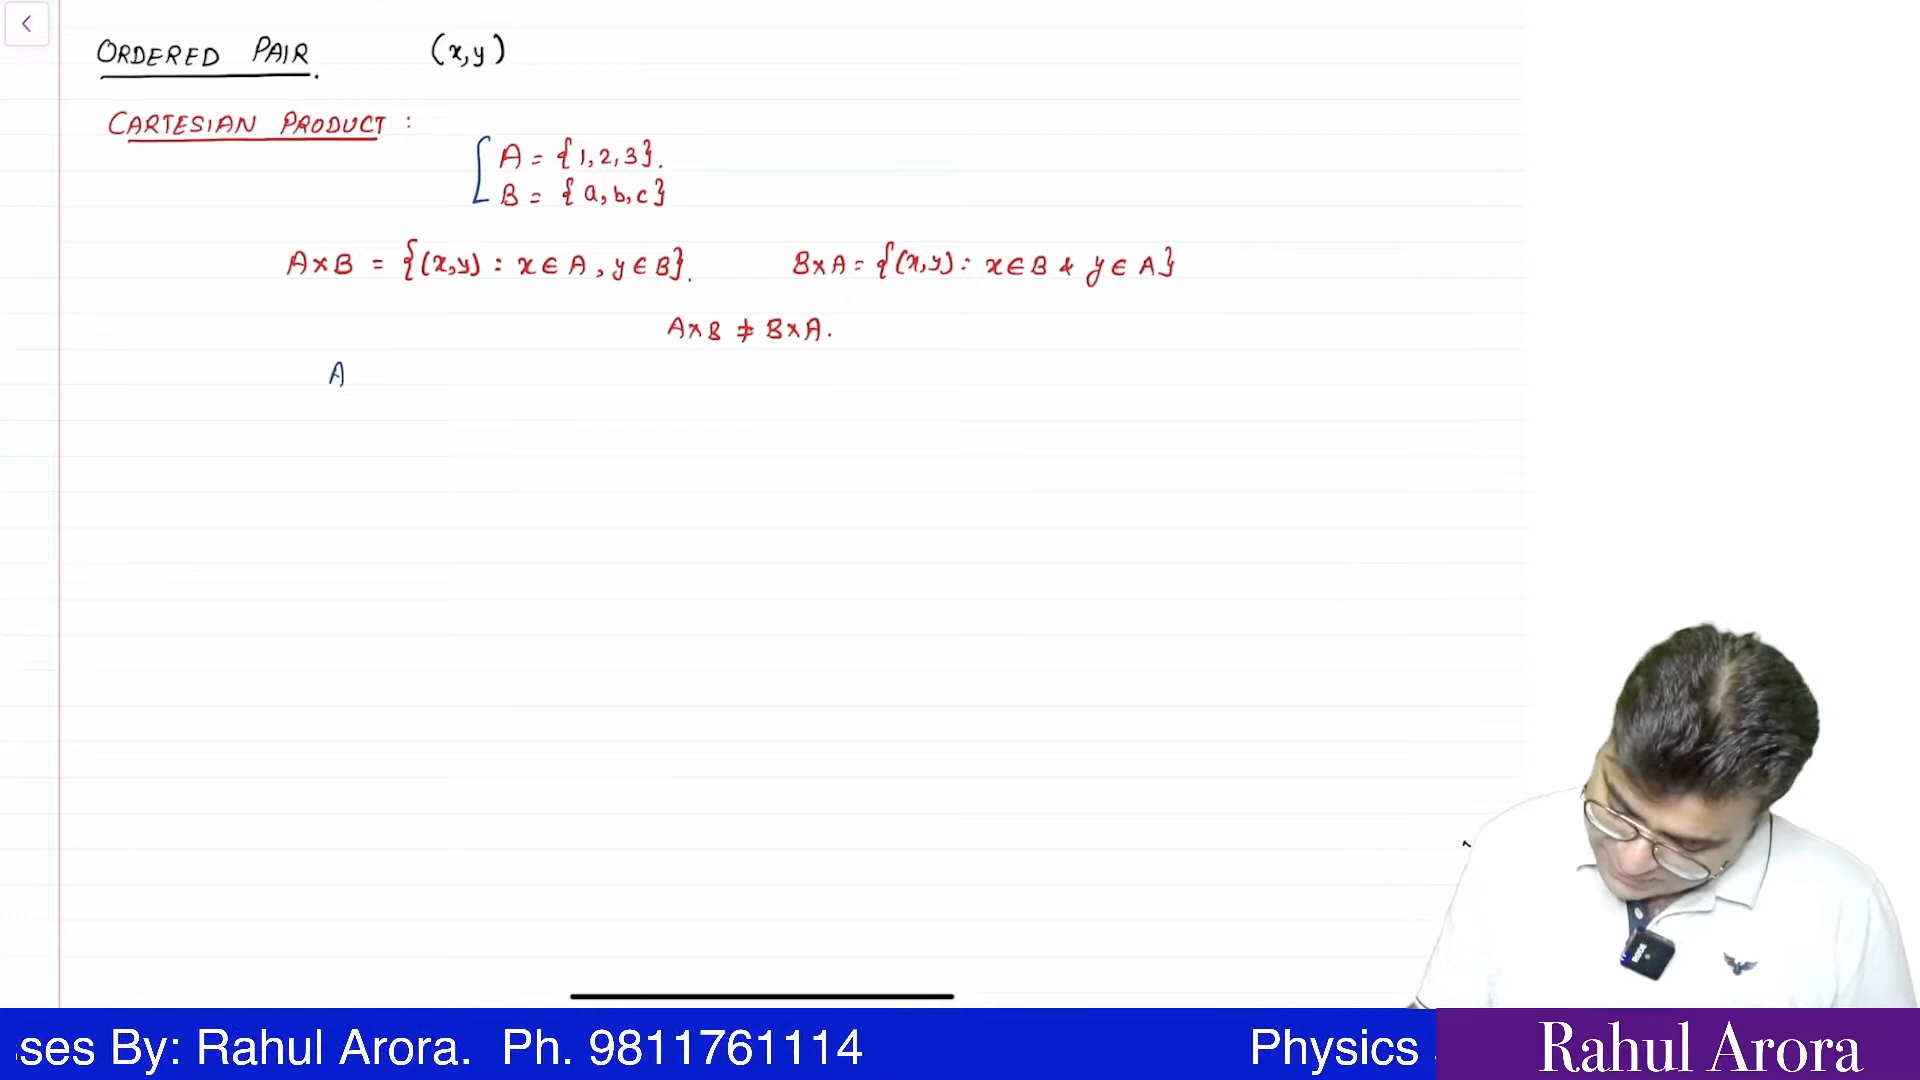 ORDERED PAIR. (x,y)
CARTESIAN PRODUCT :
A = {1,2,3}.
B = {a,b,c}
A×B = {(x,y) : x∈A, y∈B}. B×A = {(x,y) : x∈B & y∈A}
A×B ≠ B×A.
A
ses By: Rahul Arora. Ph. 9811761114 Physics
Rahul Arora